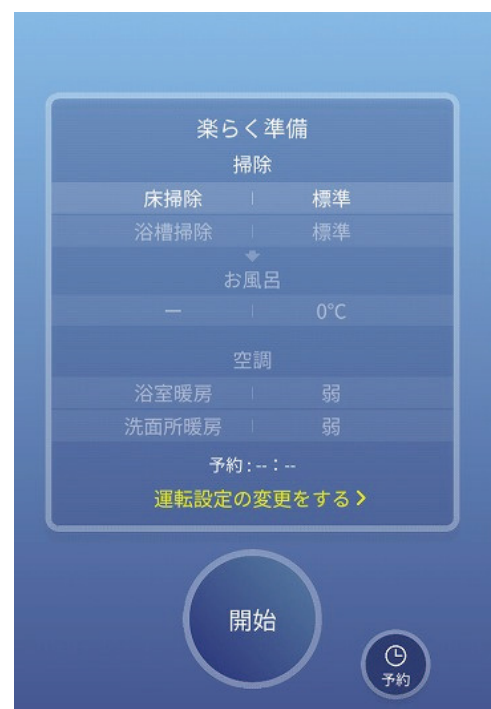 楽らく準備
掃除
床掃除 標準
浴槽掃除 標準
お風呂
ー 0℃
空調
浴室暖房 弱
洗面所暖房 弱
予約:--:--
運転設定の変更をする >
開始
予約